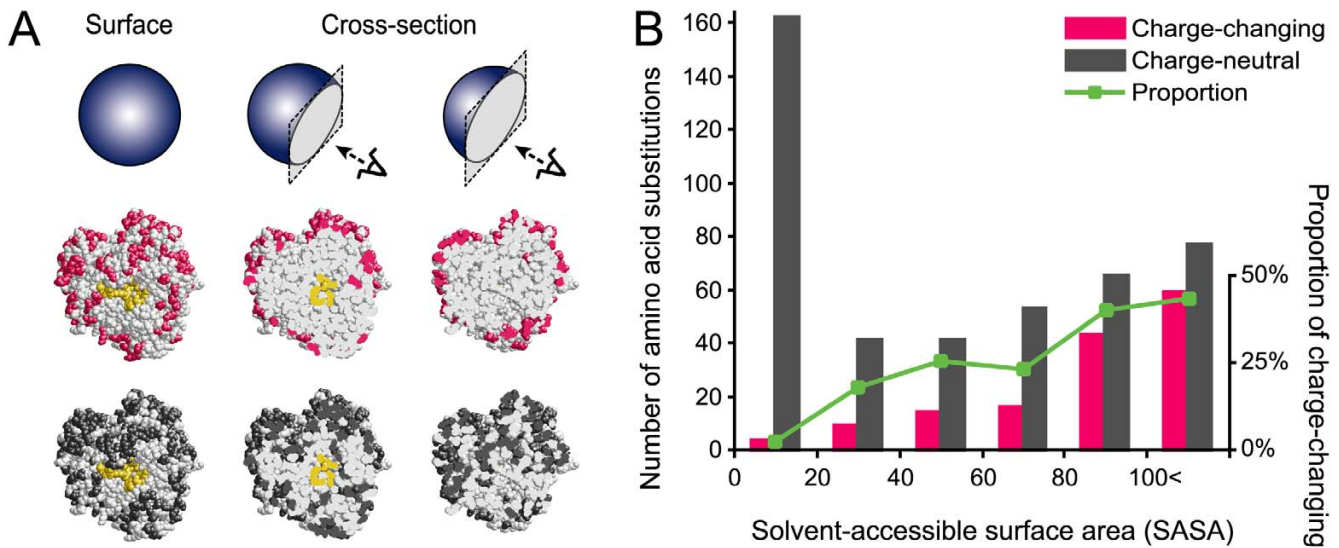 A
Surface
Cross-section
B
Number of amino acid substitutions
160
140
120
100
80
60
40
20
0
Charge-changing
Charge-neutral
Proportion
50%
25%
0%
Proportion of charge-changing
0 20 40 60 80 100<
Solvent-accessible surface area (SASA)